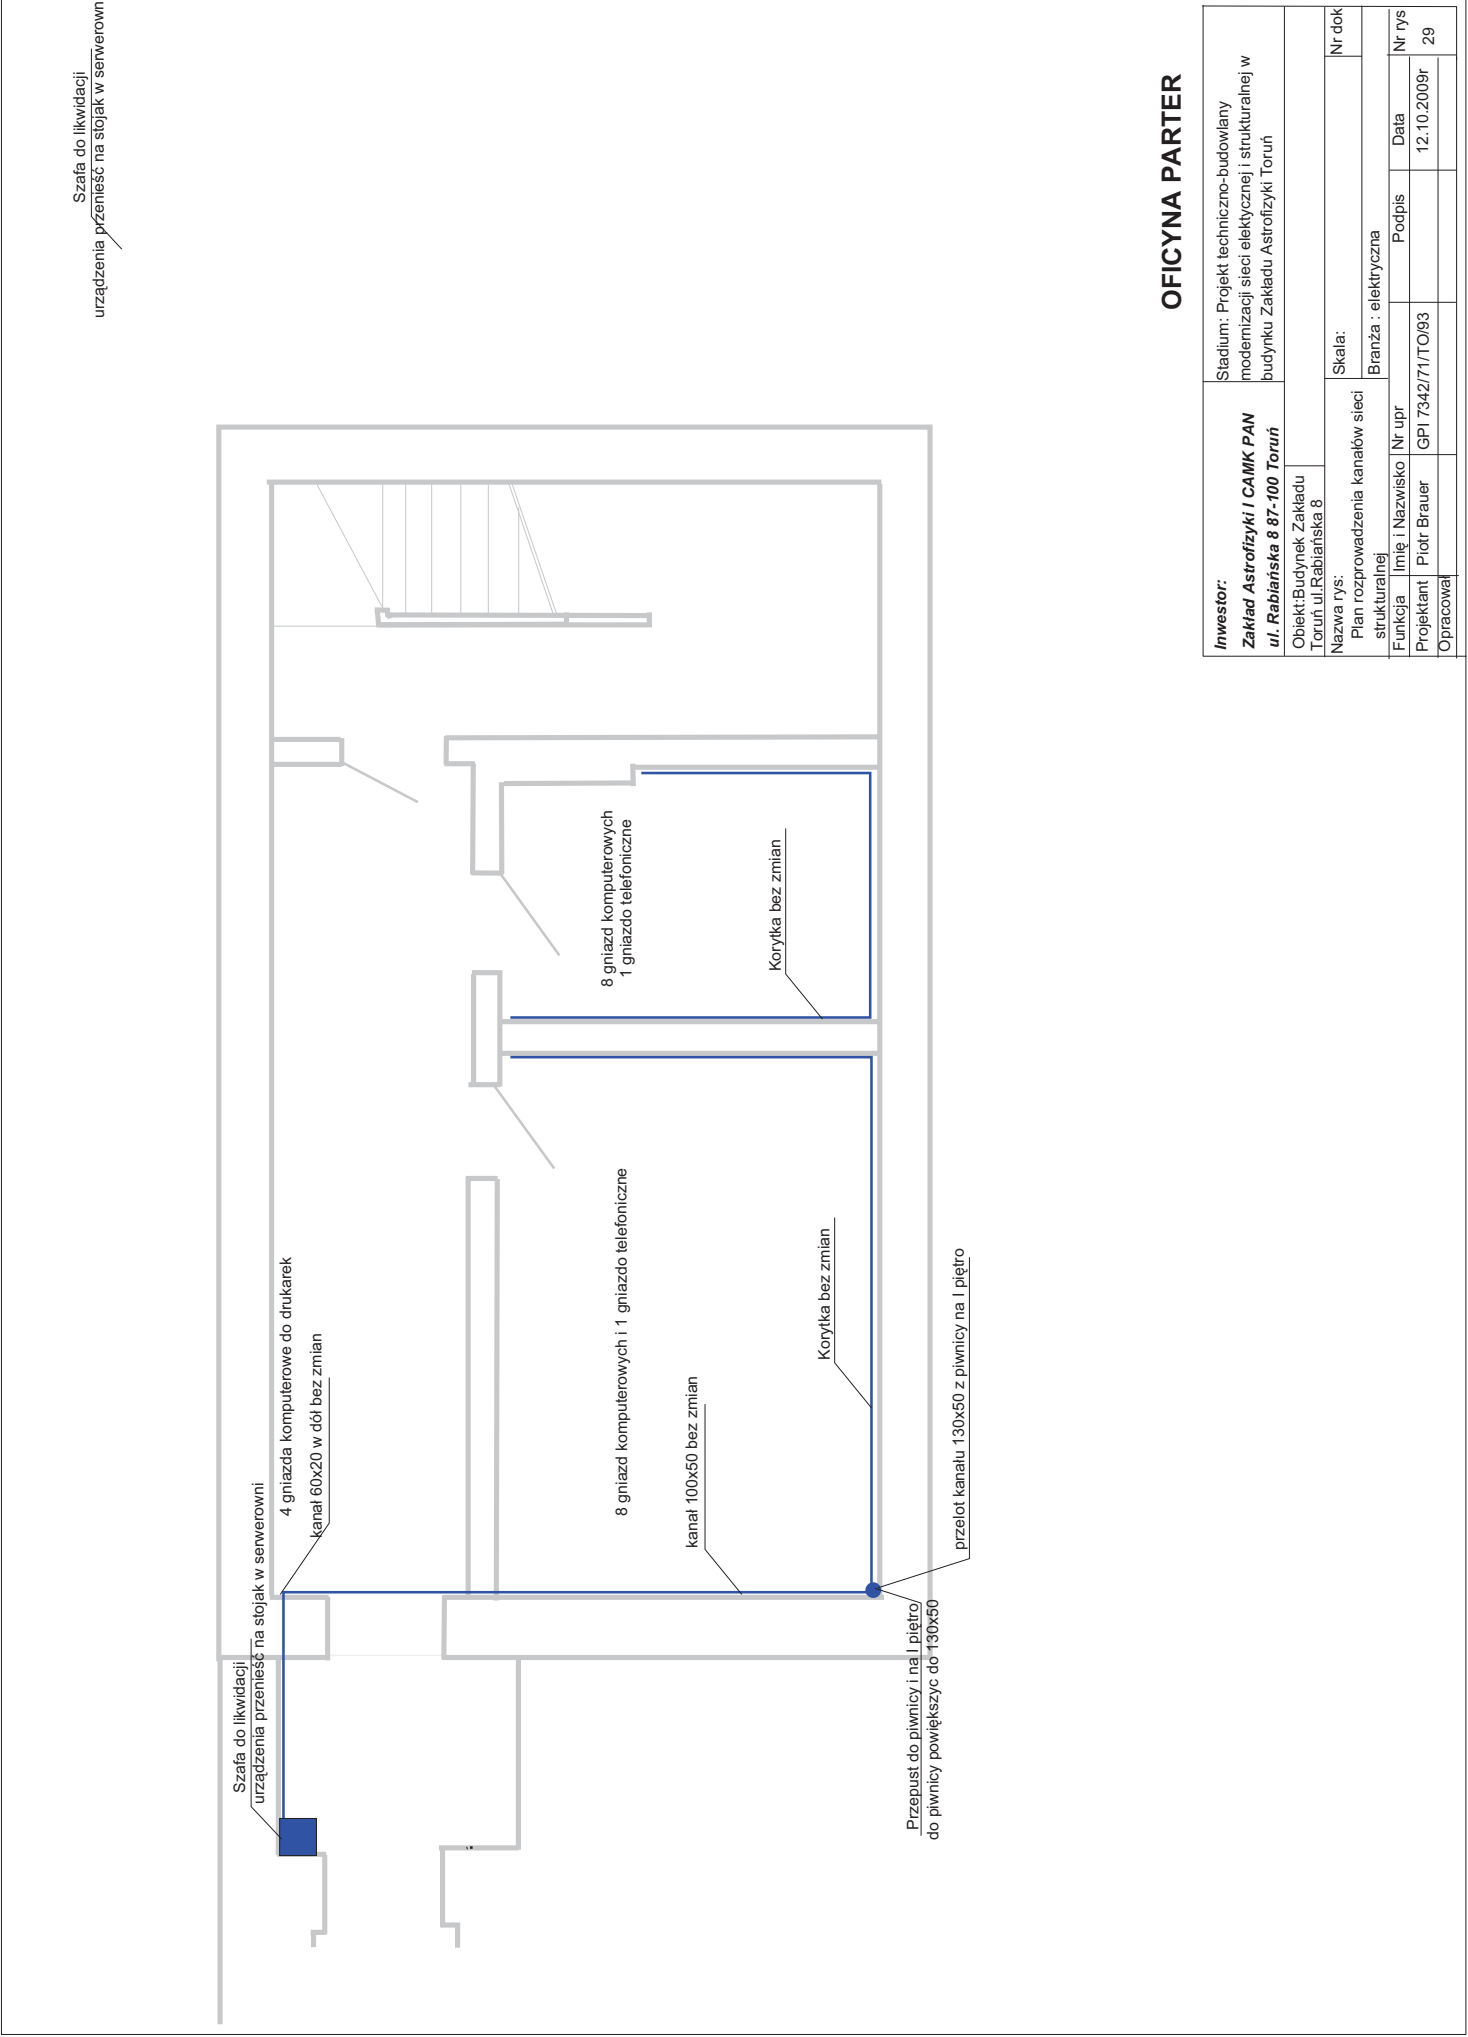 Szafa do likwidacji
urządzenia przenieść na stojak w serwerown
Szafa do likwidacji
urządzenia przenieść na stojak w serwerowni
4 gniazda komputerowe do drukarek
kanał 60x20 w dół bez zmian
8 gniazd komputerowych i 1 gniazdo telefoniczne
kanał 100x50 bez zmian
Korytka bez zmian
8 gniazd komputerowych
1 gniazdo telefoniczne
Korytka bez zmian
Przepust do piwnicy i na I piętro
do piwnicy powiększyc do 130x50
przelot kanału 130x50 z piwnicy na I piętro
OFICYNA PARTER
Inwestor:
Zakład Astrofizyki I CAMK PAN
ul. Rabiańska 8 87-100 Toruń
Stadium: Projekt techniczno-budowlany
modernizacji sieci elektycznej i strukturalnej w
budynku Zakładu Astrofizyki Toruń
Obiekt:Budynek Zakładu
Toruń ul.Rabiańska 8
Nazwa rys:
Plan rozprowadzenia kanałów sieci
strukturalnej
Skala:
Nr dok
Branża : elektryczna
Funkcja Imię i Nazwisko Nr upr Podpis Data Nr rys
Projektant Piotr Brauer GPI 7342/71/TO/93 12.10.2009r 29
Opracował